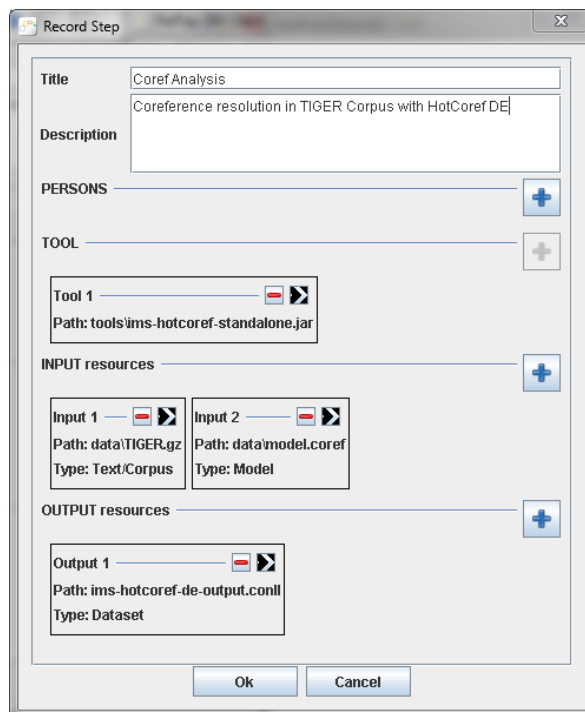 Record Step
Title
Coref Analysis
Description
Coreference resolution in TIGER Corpus with HotCoref DE
PERSONS
TOOL
Tool 1
Path: tools\ims-hotcoref-standalone.jar
INPUT resources
Input 1
Path: data\TIGER.gz
Type: Text/Corpus
Input 2
Path: data\model.coref
Type: Model
OUTPUT resources
Output 1
Path: ims-hotcoref-de-output.conll
Type: Dataset
Ok
Cancel